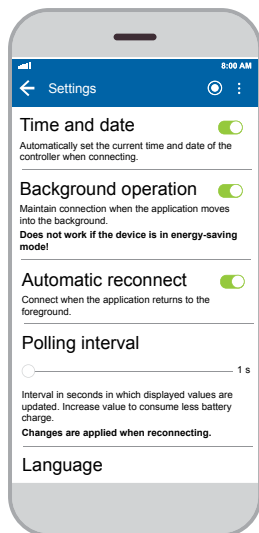 8:00 AM
Settings
Time and date
Automatically set the current time and date of the
controller when connecting.
Background operation
Maintain connection when the application moves
into the background.
Does not work if the device is in energy-saving
mode!
Automatic reconnect
Connect when the application returns to the
foreground.
Polling interval
1 s
Interval in seconds in which displayed values are
updated. Increase value to consume less battery
charge.
Changes are applied when reconnecting.
Language